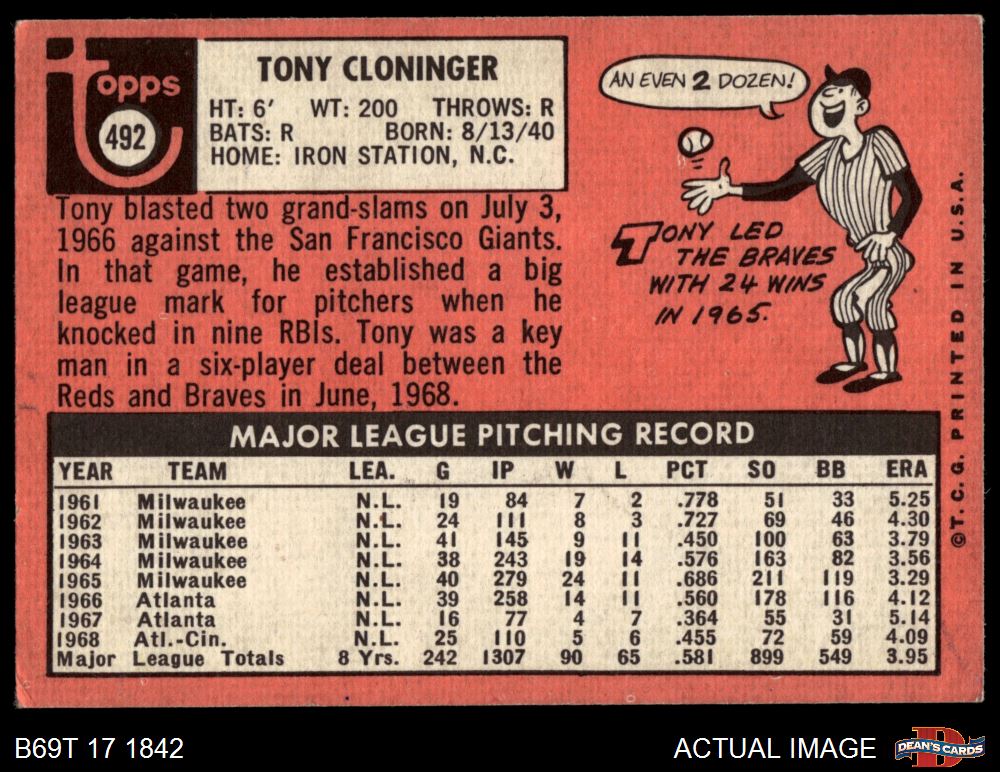 Topps
492
TONY CLONINGER
HT: 6' WT: 200 THROWS: R
BATS: R BORN: 8/13/40
HOME: IRON STATION, N.C.
Tony blasted two grand-slams on July 3,
1966 against the San Francisco Giants.
In that game, he established a big
league mark for pitchers when he
knocked in nine RBIs. Tony was a key
man in a six-player deal between the
Reds and Braves in June, 1968.
AN EVEN 2 DOZEN!
TONY LED
THE BRAVES
WITH 24 WINS
IN 1965.
MAJOR LEAGUE PITCHING RECORD
YEAR TEAM LEA. G IP W L PCT SO BB ERA
1961 Milwaukee N.L. 19 84 7 2 .778 51 33 5.25
1962 Milwaukee N.L. 24 111 8 3 .727 69 46 4.30
1963 Milwaukee N.L. 41 145 9 11 .450 100 63 3.79
1964 Milwaukee N.L. 38 243 19 14 .576 163 82 3.56
1965 Milwaukee N.L. 40 279 24 11 .686 211 119 3.29
1966 Atlanta N.L. 39 258 14 11 .560 178 116 4.12
1967 Atlanta N.L. 16 77 4 7 .364 55 31 5.14
1968 Atl.-Cin. N.L. 25 110 5 6 .455 72 59 4.09
Major League Totals 8 Yrs. 242 1307 90 65 .581 899 549 3.95
©T. C. G. PRINTED IN U.S.A.
B69T 17 1842
ACTUAL IMAGE
D
DEAN'S CARDS